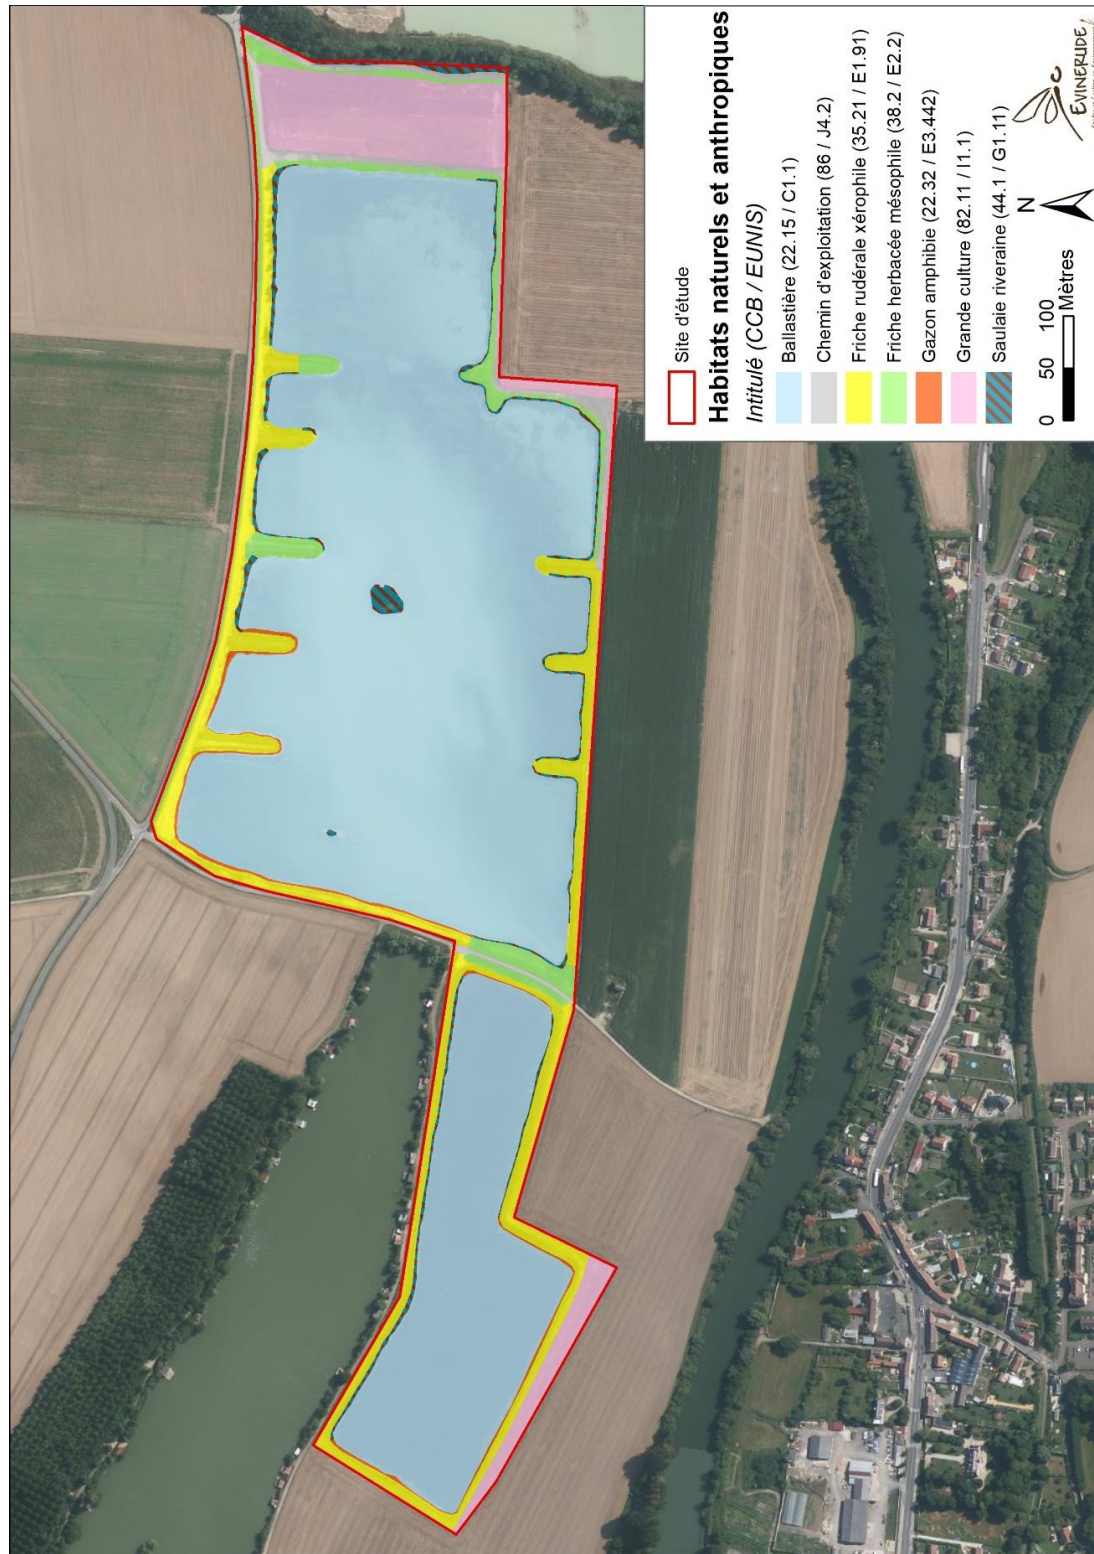 Site d'étude
Habitats naturels et anthropiques
Intitulé (CCB / EUNIS)
Ballastière (22.15 / C1.1)
Chemin d'exploitation (86 / J4.2)
Friche rudérale xérophile (35.21 / E1.91)
Friche herbacée mésophile (38.2 / E2.2)
Gazon amphibie (22.32 / E3.442)
Grande culture (82.11 / I1.1)
Saulaie riveraine (44.1 / G1.11)
0 50 100
Mètres
N
EVINERUDE